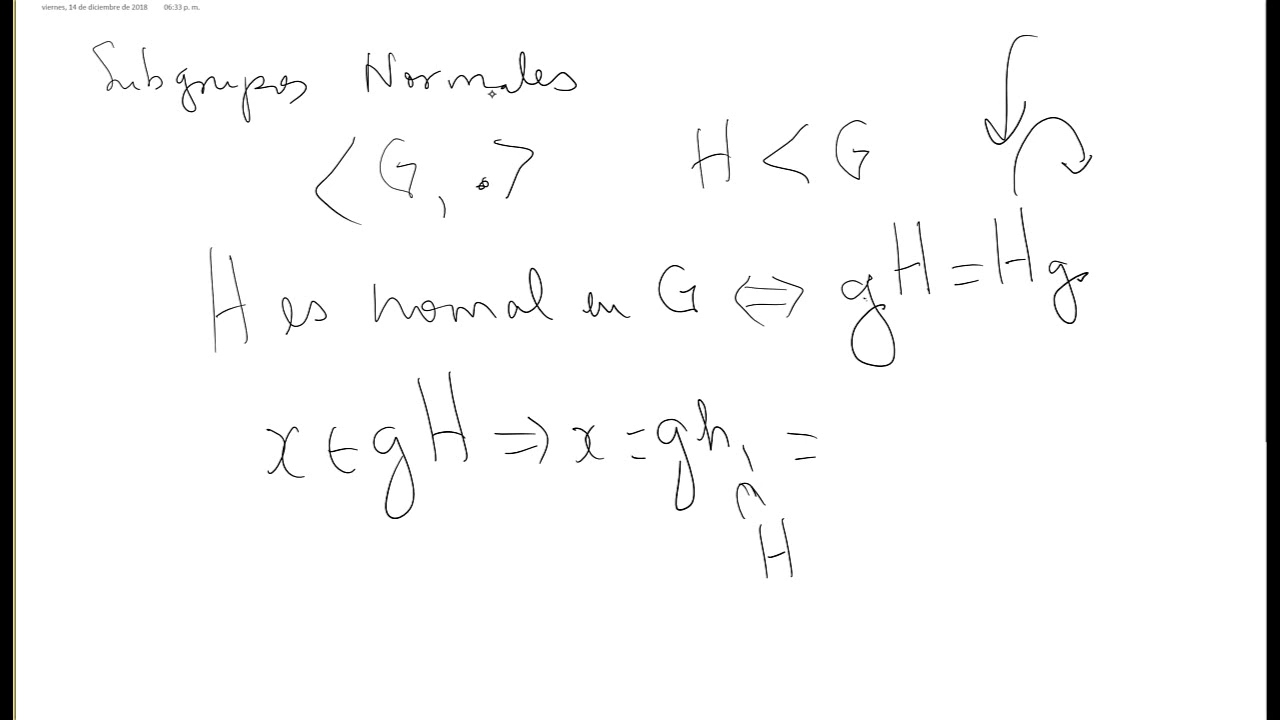 viernes, 14 de diciembre de 2018 06:33 p. m.
Subgrupos Normales
<G, •> H < G
H es normal en G ⇔ gH = Hg
x ∈ gH ⇒ x = gh₁ =
∈
H